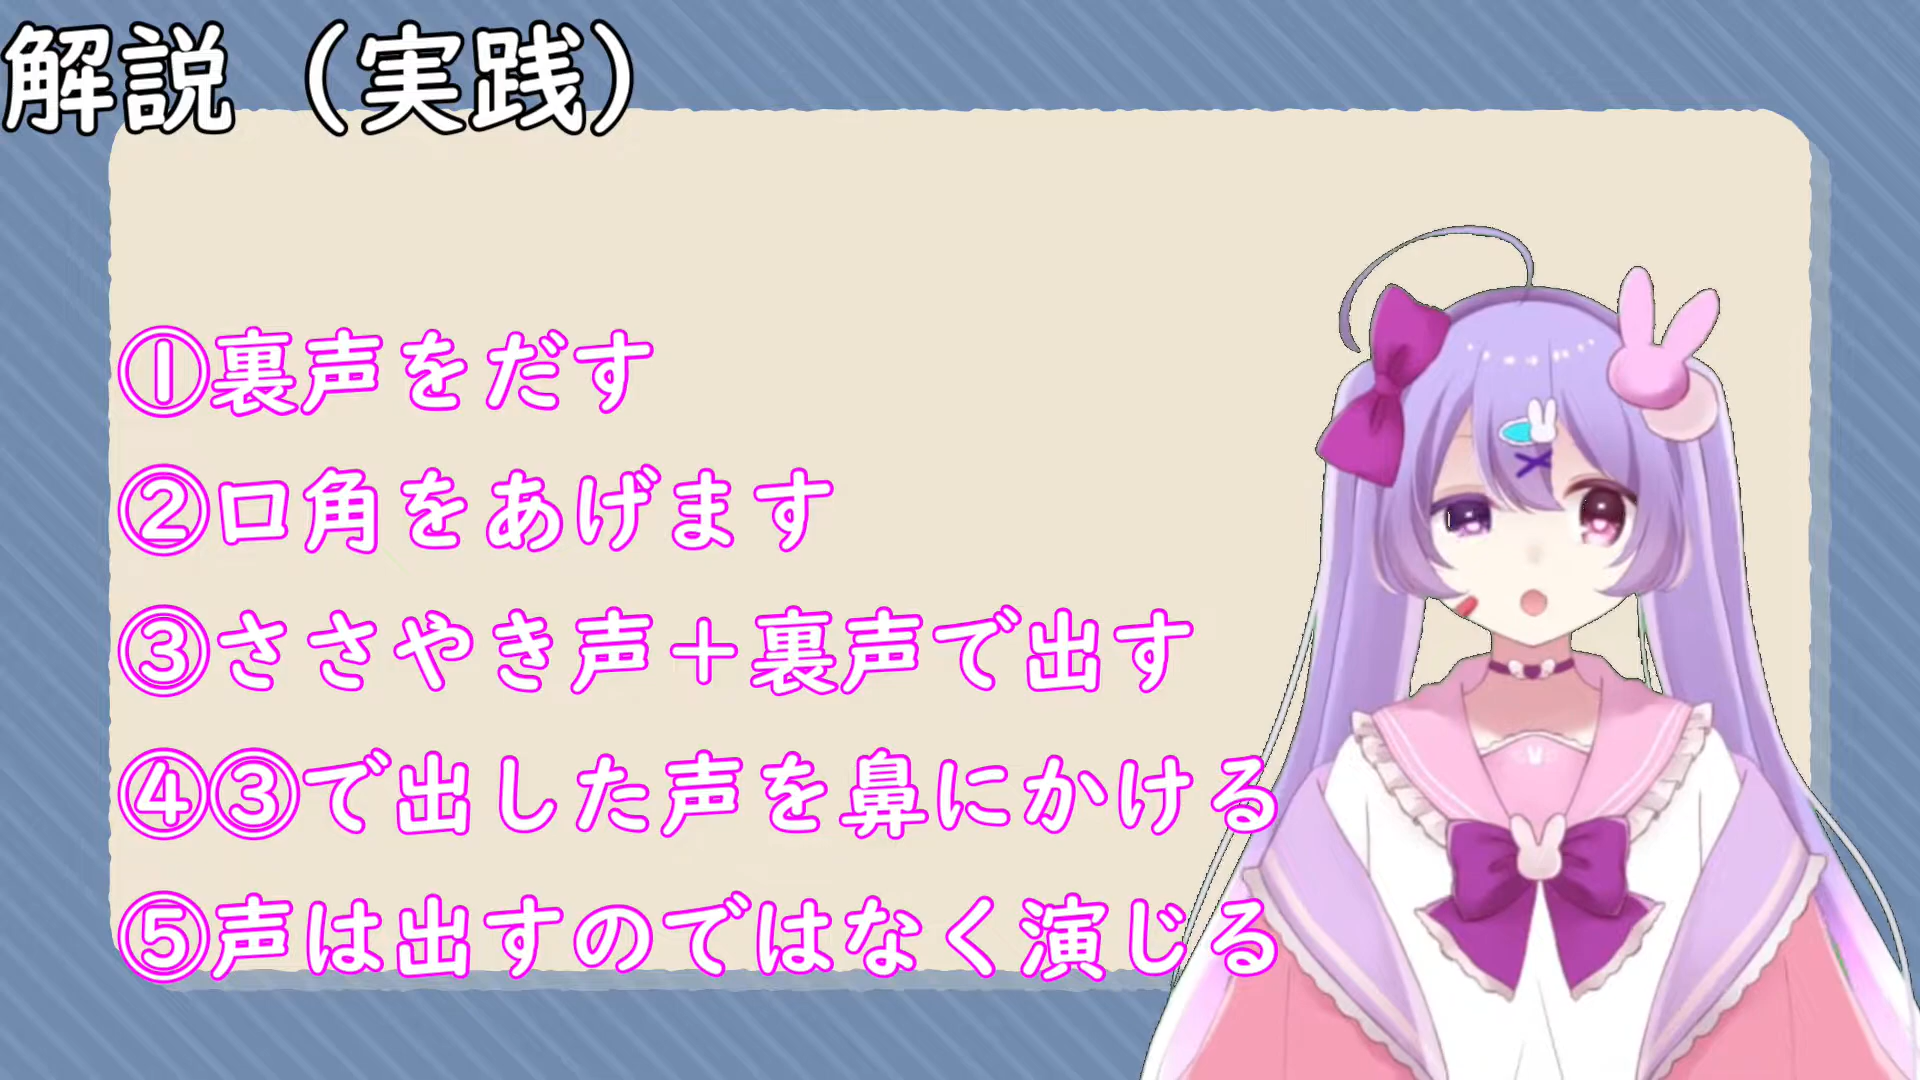 解説（実践）
①裏声をだす
②口角をあげます
③ささやき声＋裏声で出す
④③で出した声を鼻にかける
⑤声は出すのではなく演じる